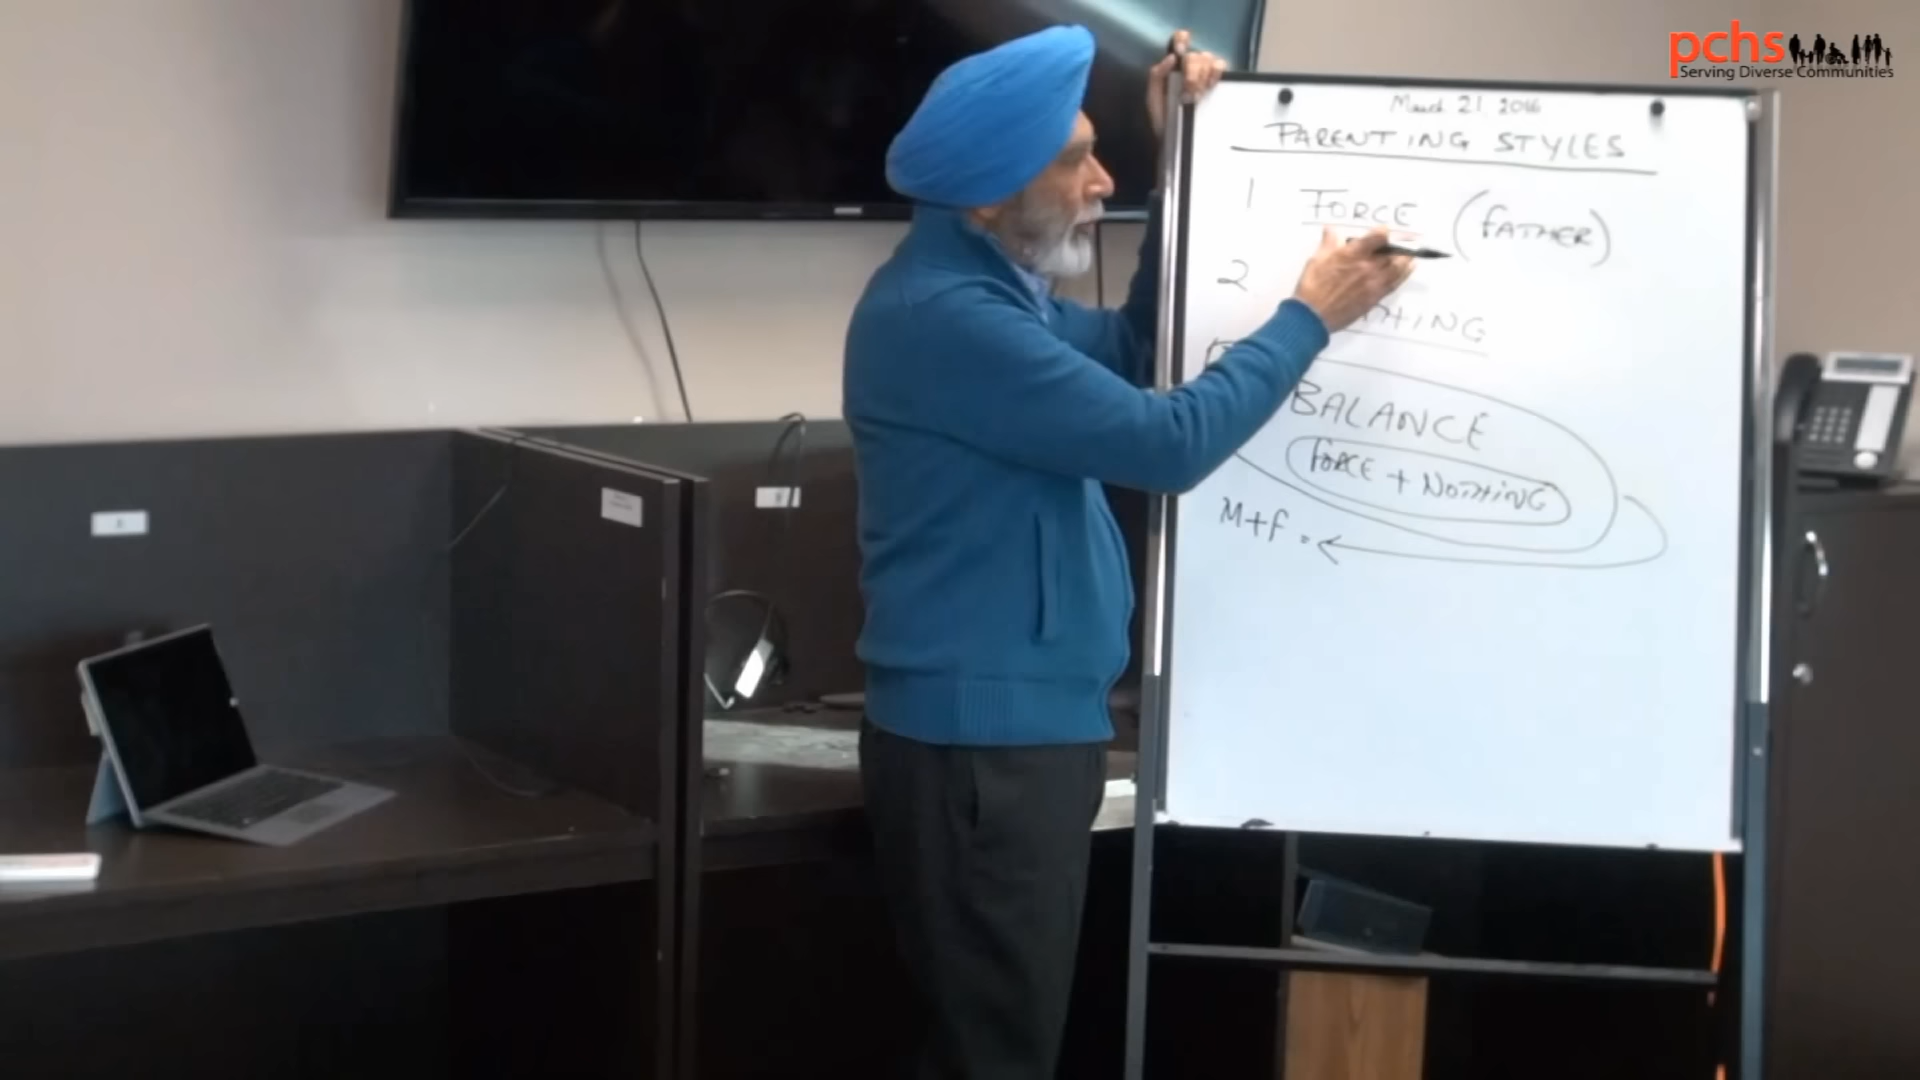 pchs
Serving Diverse Communities
March 21, 2016
PARENTING STYLES
1 FORCE (FATHER)
2
BALANCE
FORCE + NOTHING
M+F =